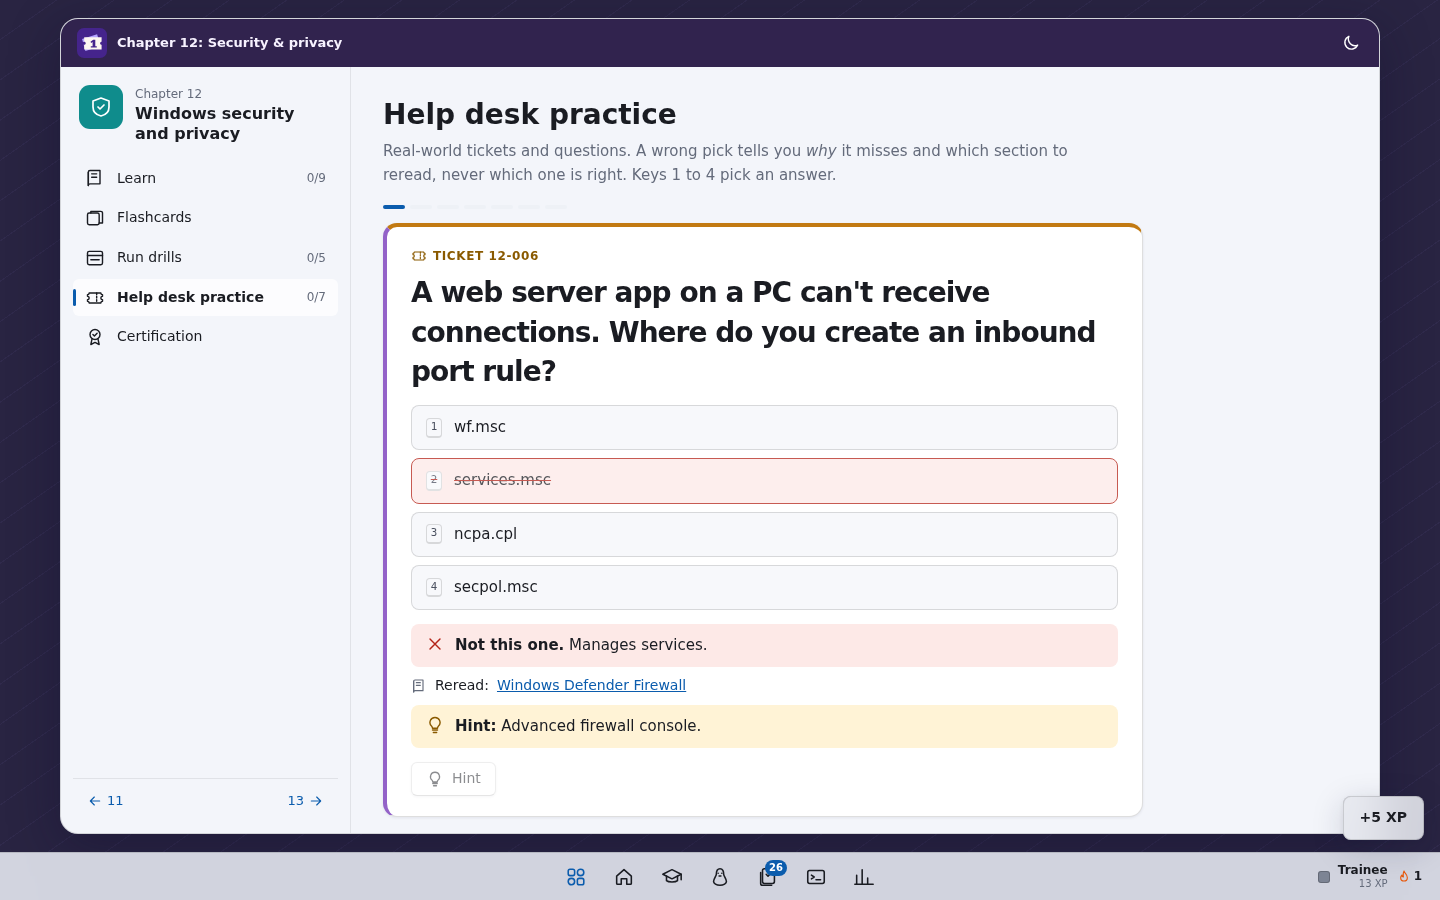 1
Chapter 12: Security & privacy
Chapter 12
Windows security
and privacy
Learn 0/9
Flashcards
Run drills 0/5
Help desk practice 0/7
Certification
← 11
13 →
Help desk practice
Real-world tickets and questions. A wrong pick tells you why it misses and which section to
reread, never which one is right. Keys 1 to 4 pick an answer.
TICKET 12-006
A web server app on a PC can't receive
connections. Where do you create an inbound
port rule?
1 wf.msc
2 services.msc
3 ncpa.cpl
4 secpol.msc
Not this one. Manages services.
Reread: Windows Defender Firewall
Hint: Advanced firewall console.
Hint
+5 XP
26
Trainee
13 XP
1